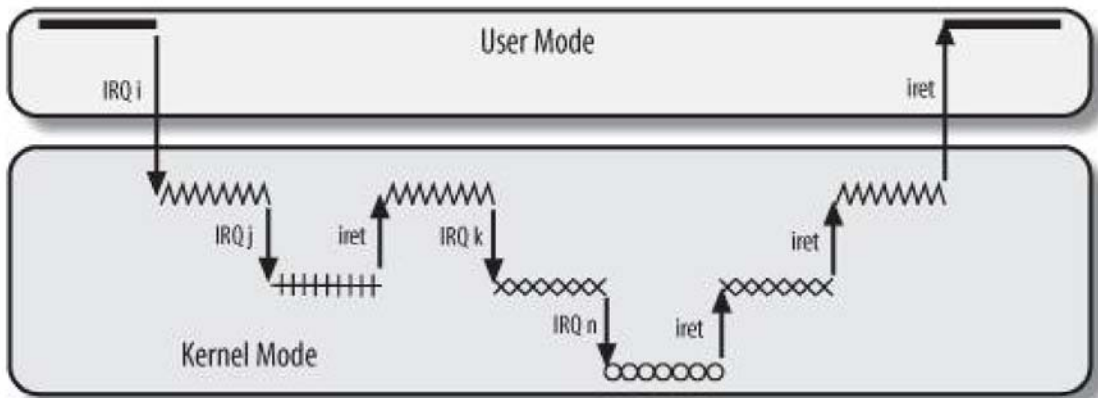 User Mode
IRQ i
iret
IRQ j
iret
IRQ k
iret
IRQ n
iret
Kernel Mode